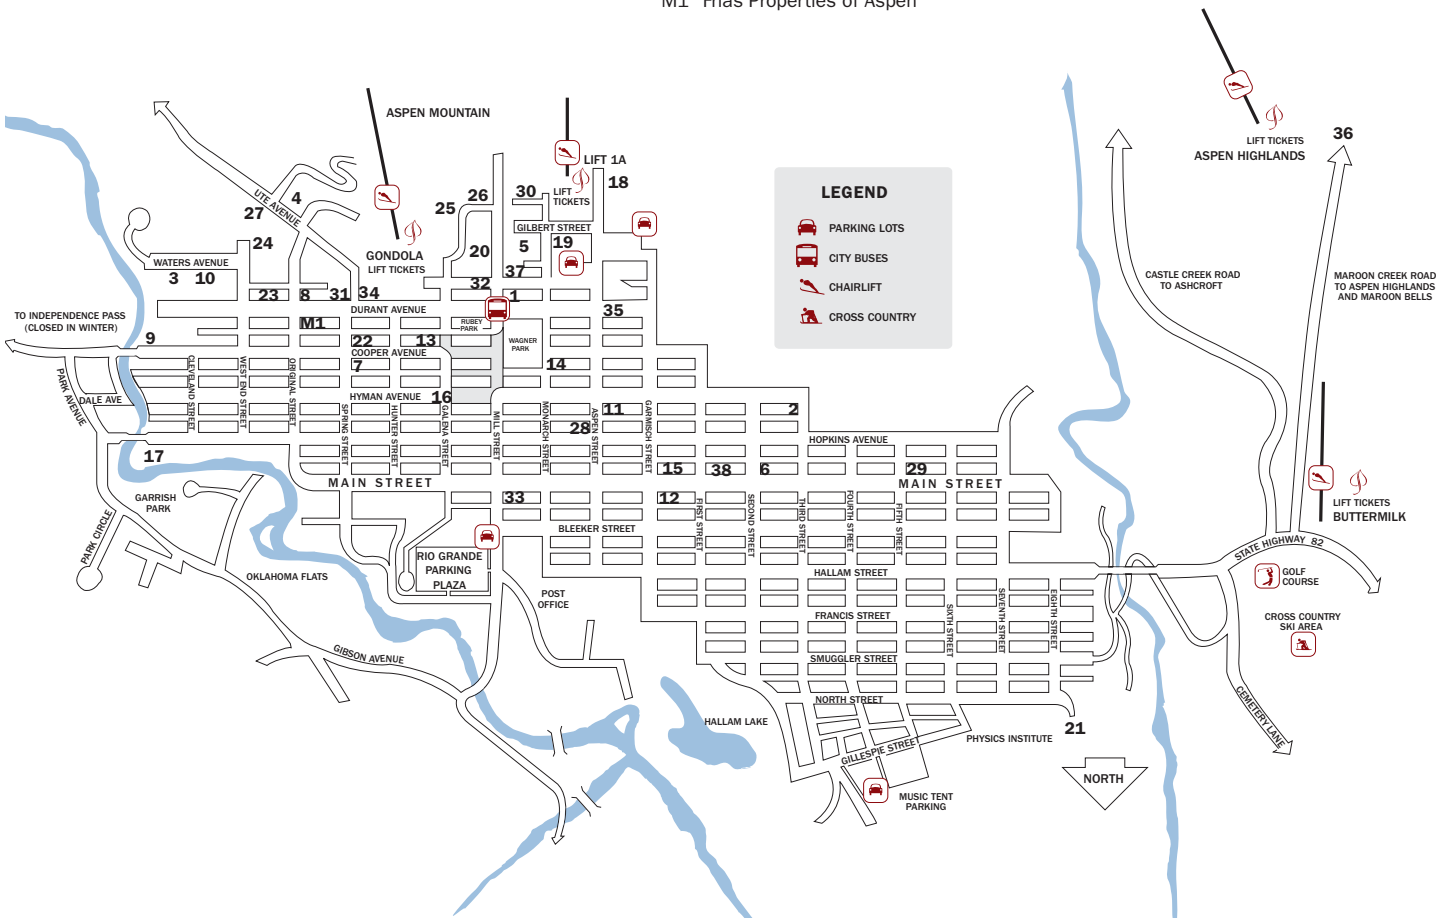 M1 Frias Properties of Aspen
ASPEN MOUNTAIN
LIFT 1A
LIFT
TICKETS
18
30
26
25
4
27
UTE AVENUE
24
GONDOLA
LIFT TICKETS
20
GILBERT STREET
5
19
37
32
1
WATERS AVENUE
3
10
23
8
31
34
DURANT AVENUE
RUBEY
PARK
35
M1
TO INDEPENDENCE PASS
(CLOSED IN WINTER)
9
22
13
COOPER AVENUE
7
WAGNER
PARK
14
LEGEND
PARKING LOTS
CITY BUSES
CHAIRLIFT
CROSS COUNTRY
LIFT TICKETS
ASPEN HIGHLANDS
36
CASTLE CREEK ROAD
TO ASHCROFT
MAROON CREEK ROAD
TO ASPEN HIGHLANDS
AND MAROON BELLS
PARK AVENUE
DALE AVE
CLEVELAND STREET
WEST END STREET
ORIGINAL STREET
SPRING STREET
HUNTER STREET
GALENA STREET
MILL STREET
MONARCH STREET
ASPEN STREET
GARMISCH STREET
HYMAN AVENUE
16
11
28
2
HOPKINS AVENUE
17
15
38
6
29
MAIN STREET
MAIN STREET
33
12
GARRISH
PARK
PARK CIRCLE
FIRST STREET
SECOND STREET
THIRD STREET
FOURTH STREET
FIFTH STREET
SIXTH STREET
SEVENTH STREET
EIGHTH STREET
BLEEKER STREET
RIO GRANDE
PARKING
PLAZA
OKLAHOMA FLATS
POST
OFFICE
HALLAM STREET
FRANCIS STREET
SMUGGLER STREET
NORTH STREET
GIBSON AVENUE
HALLAM LAKE
GILLESPIE STREET
PHYSICS INSTITUTE
21
MUSIC TENT
PARKING
NORTH
LIFT TICKETS
BUTTERMILK
STATE HIGHWAY 82
GOLF
COURSE
CROSS COUNTRY
SKI AREA
CEMETERY LANE